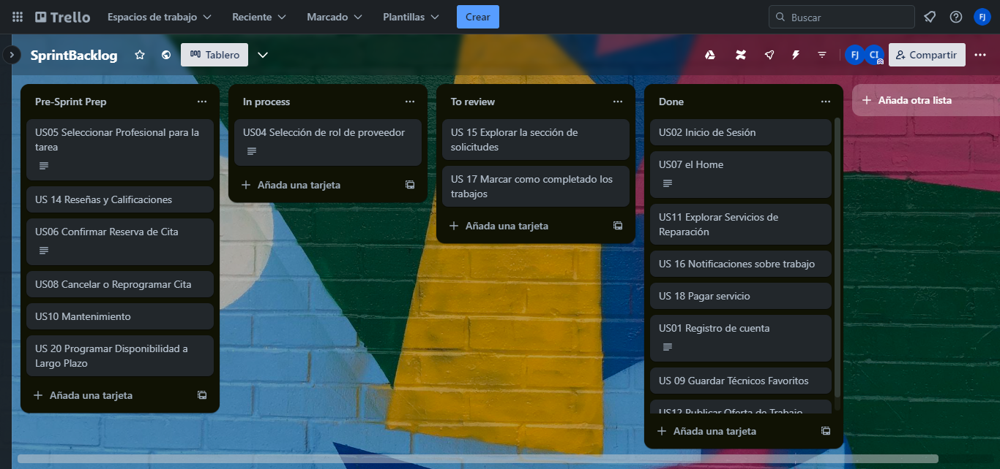 Trello
Espacios de trabajo
Reciente
Marcado
Plantillas
Crear
Buscar
FJ
SprintBacklog
Tablero
FJ
CI
Compartir
Pre-Sprint Prep
US05 Seleccionar Profesional para la
tarea
US 14 Reseñas y Calificaciones
US06 Confirmar Reserva de Cita
US08 Cancelar o Reprogramar Cita
US10 Mantenimiento
US 20 Programar Disponibilidad a
Largo Plazo
Añada una tarjeta
In process
US04 Selección de rol de proveedor
Añada una tarjeta
To review
US 15 Explorar la sección de
solicitudes
US 17 Marcar como completado los
trabajos
Añada una tarjeta
Done
US02 Inicio de Sesión
US07 el Home
US11 Explorar Servicios de
Reparación
US 16 Notificaciones sobre trabajo
US 18 Pagar servicio
US01 Registro de cuenta
US 09 Guardar Técnicos Favoritos
US12 Publicar Oferta de Trabajo
Añada una tarjeta
Añada otra lista